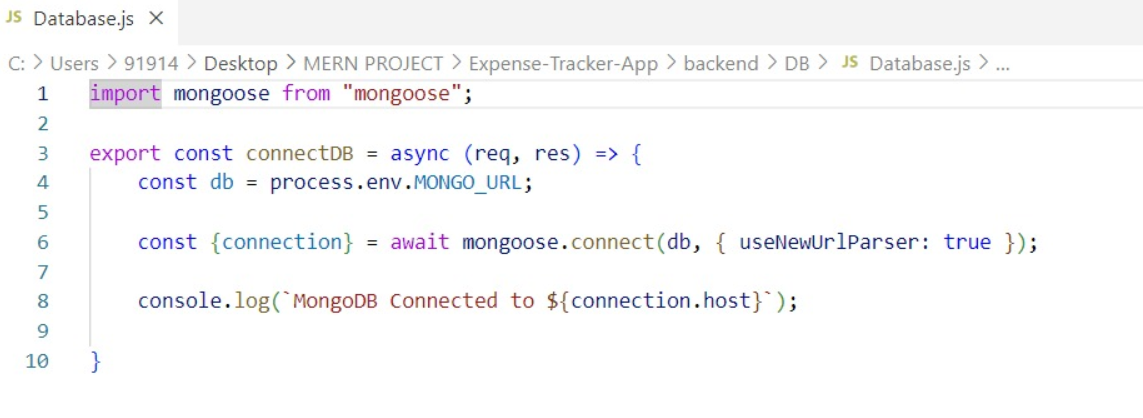 JS Database.js ×
C: > Users > 91914 > Desktop > MERN PROJECT > Expense-Tracker-App > backend > DB > JS Database.js > ...
1 import mongoose from "mongoose";
2
3 export const connectDB = async (req, res) => {
4     const db = process.env.MONGO_URL;
5
6     const {connection} = await mongoose.connect(db, { useNewUrlParser: true });
7
8     console.log(`MongoDB Connected to ${connection.host}`);
9
10 }